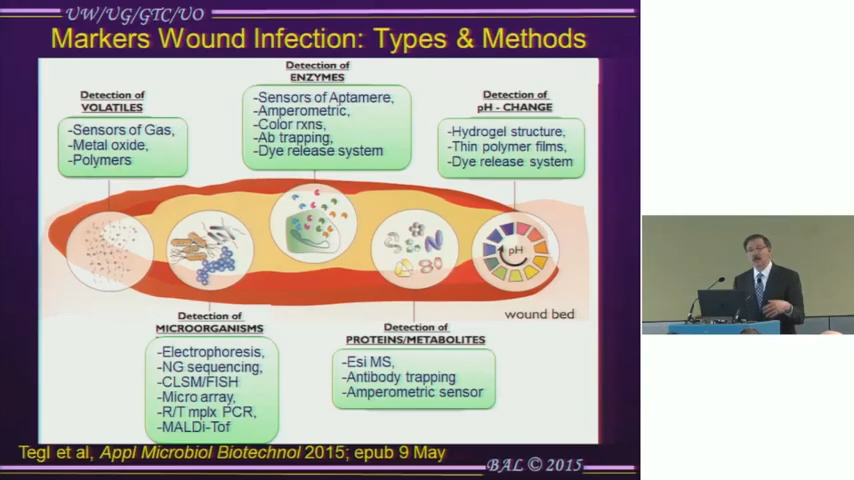 UW/UG/GTC/UO
Markers Wound Infection: Types & Methods
Detection of
VOLATILES
-Sensors of Gas,
-Metal oxide,
-Polymers
Detection of
ENZYMES
-Sensors of Aptamere,
-Amperometric,
-Color rxns,
-Ab trapping,
-Dye release system
Detection of
pH - CHANGE
-Hydrogel structure,
-Thin polymer films,
-Dye release system
pH
wound bed
Detection of
MICROORGANISMS
-Electrophoresis,
-NG sequencing,
-CLSM/FISH
-Micro array,
-R/T mplx PCR,
-MALDi-Tof
Detection of
PROTEINS/METABOLITES
-Esi MS,
-Antibody trapping
-Amperometric sensor
Tegl et al, Appl Microbiol Biotechnol 2015; epub 9 May
BAL © 2015